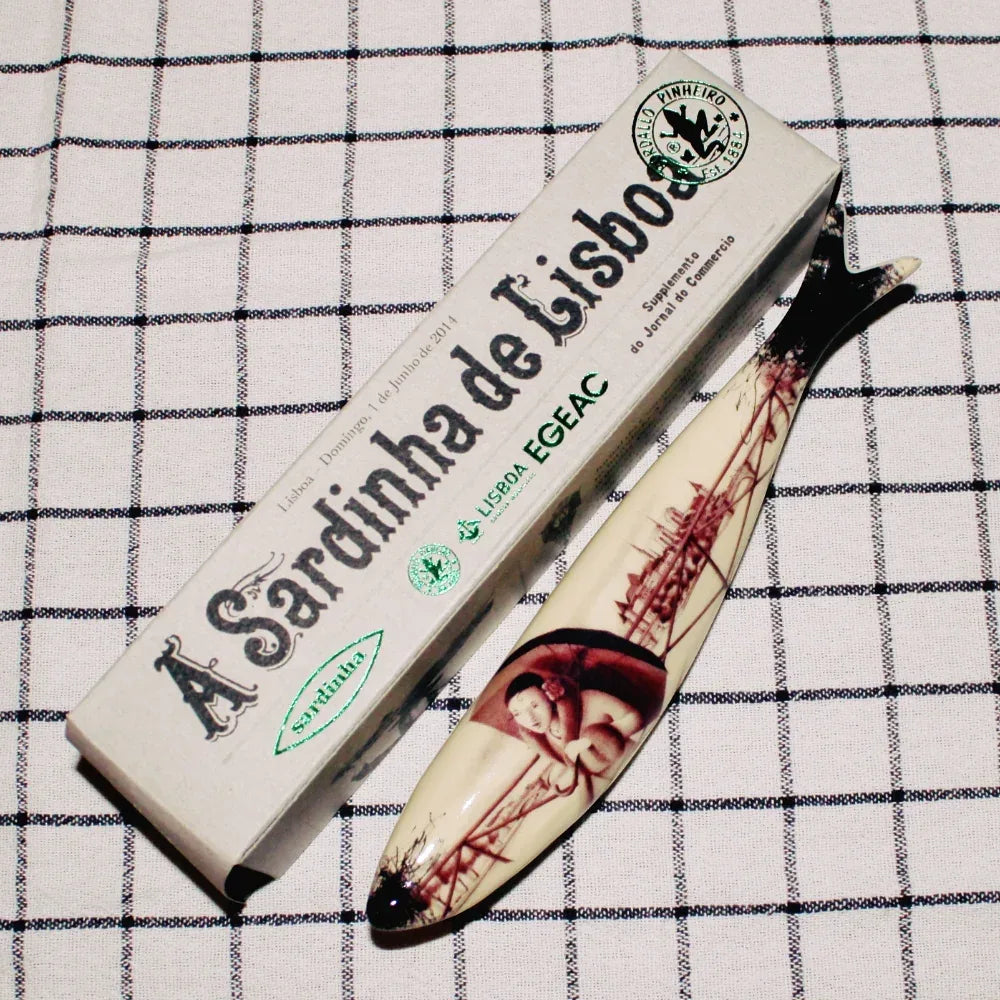 BORDALLO PINHEIRO
Est. 1884
Lisboa - Domingo, 1 de Junho de 2014
A Sardinha de Lisboa
Supplemento
do Jornal do Commercio
LISBOA
EGEAC
sardinha